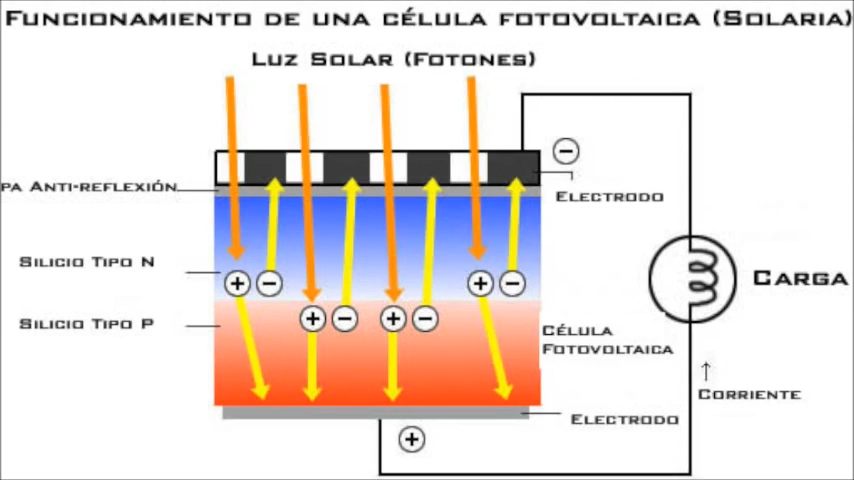 Funcionamiento de una célula fotovoltaica (Solaria)
Luz Solar (Fotones)
−
pa Anti-reflexión
Electrodo
Silicio Tipo N
+ − + −
Carga
+ − + −
Silicio Tipo P
Célula
Fotovoltaica
↑
Corriente
Electrodo
+